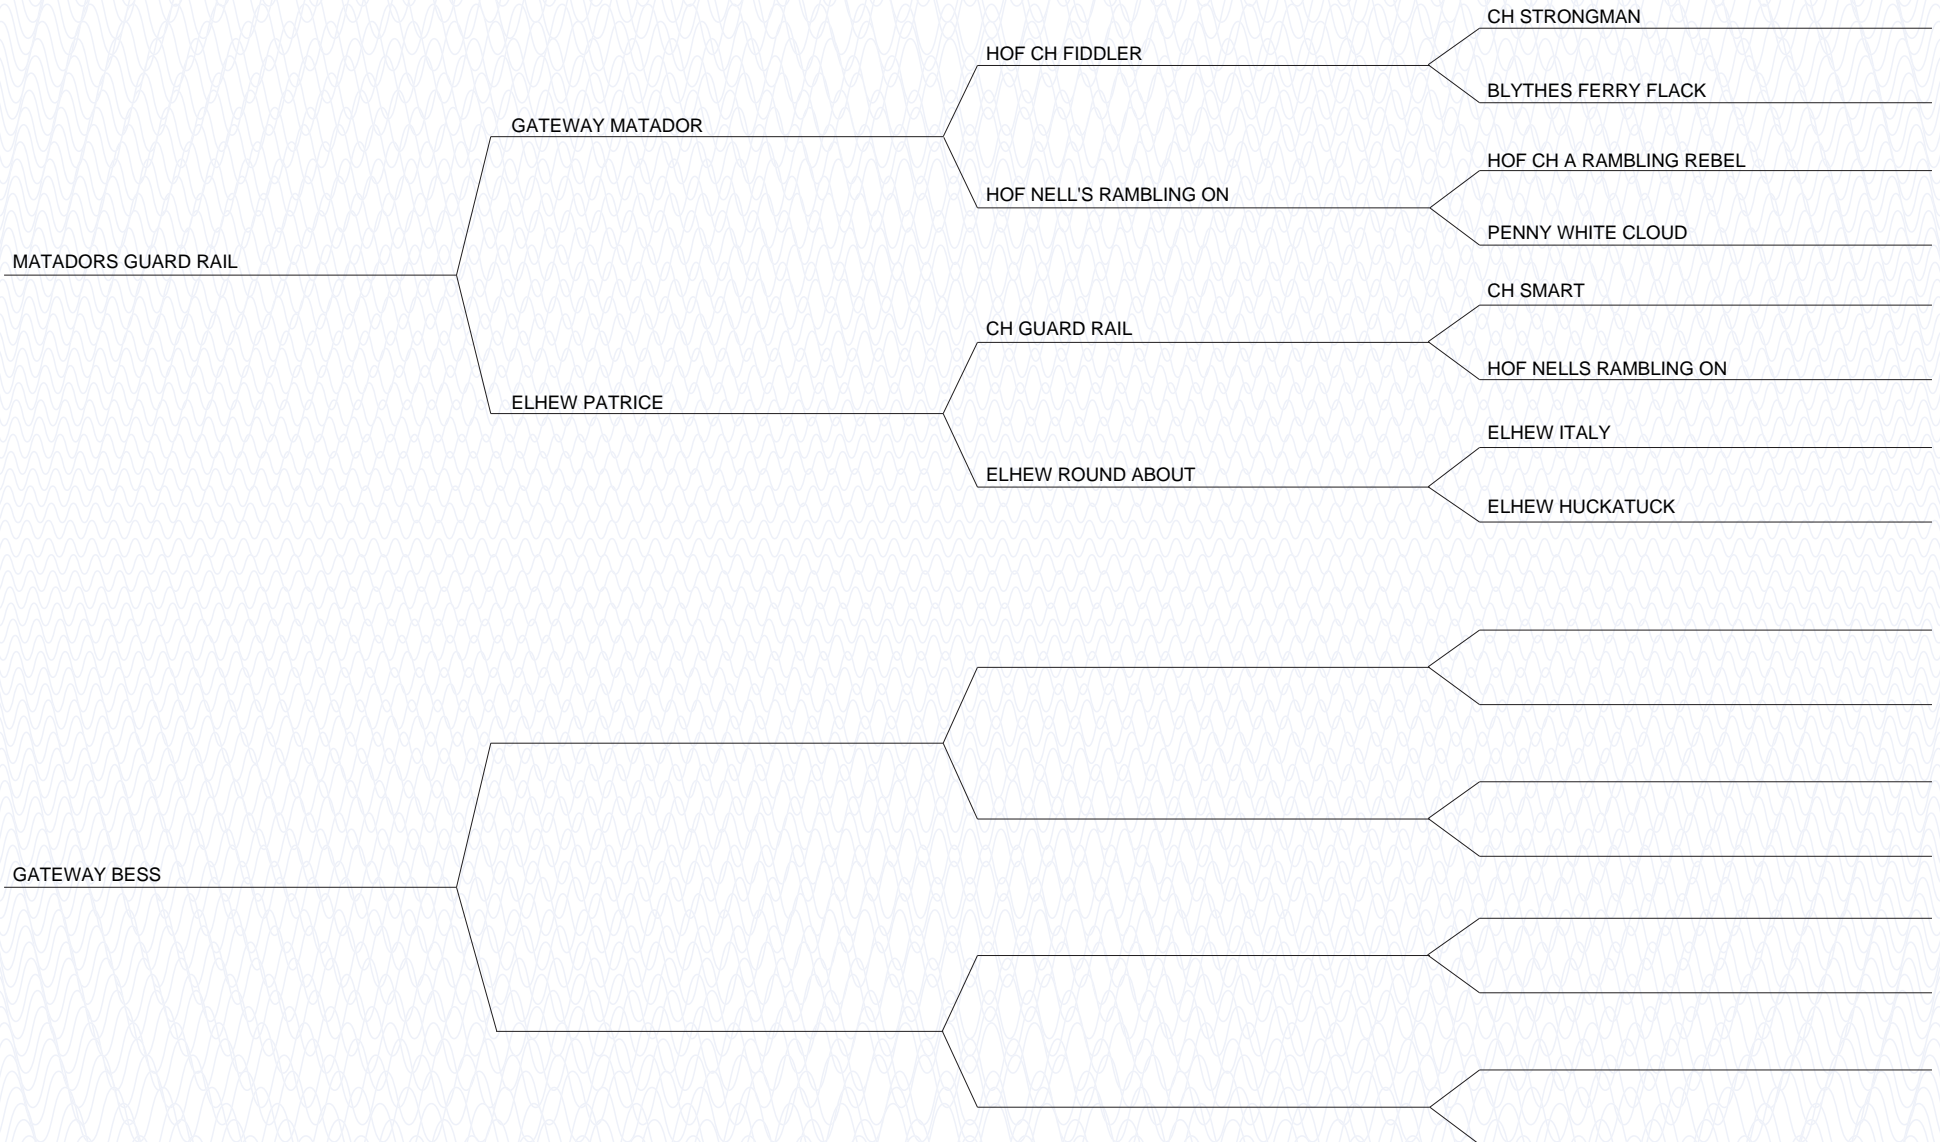 CH STRONGMAN
HOF CH FIDDLER
BLYTHES FERRY FLACK
GATEWAY MATADOR
HOF CH A RAMBLING REBEL
HOF NELL'S RAMBLING ON
PENNY WHITE CLOUD
MATADORS GUARD RAIL
CH SMART
CH GUARD RAIL
HOF NELLS RAMBLING ON
ELHEW PATRICE
ELHEW ITALY
ELHEW ROUND ABOUT
ELHEW HUCKATUCK
GATEWAY BESS